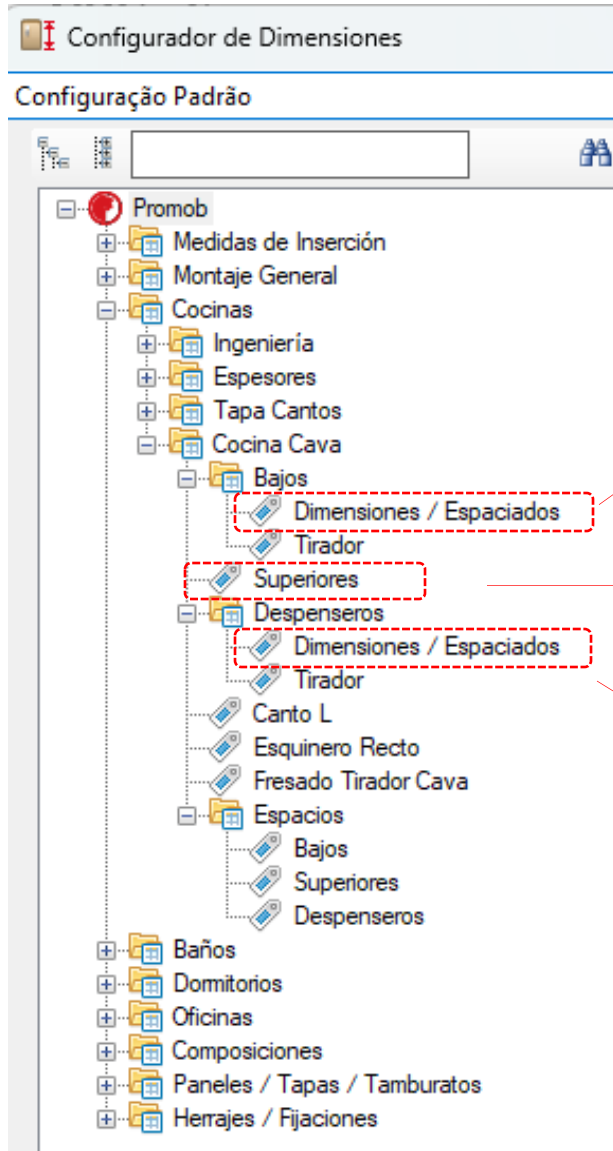 Configurador de Dimensiones
Configuração Padrão
Promob
Medidas de Inserción
Montaje General
Cocinas
Ingeniería
Espesores
Tapa Cantos
Cocina Cava
Bajos
Dimensiones / Espaciados
Tirador
Superiores
Despenseros
Dimensiones / Espaciados
Tirador
Canto L
Esquinero Recto
Fresado Tirador Cava
Espacios
Bajos
Superiores
Despenseros
Baños
Dormitorios
Oficinas
Composiciones
Paneles / Tapas / Tamburatos
Herrajes / Fijaciones